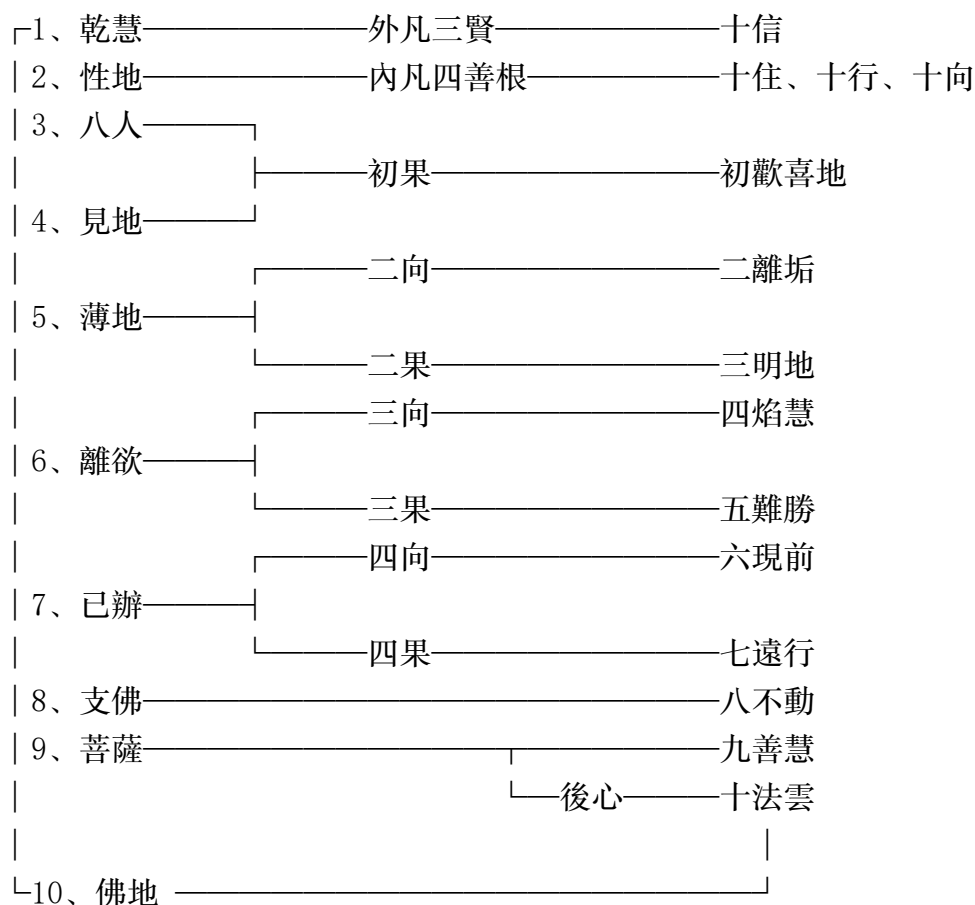 ┌1、乾慧───────外凡三賢───────十信
│2、性地───────內凡四善根──────十住、十行、十向
│3、八人───┐
│       ├───初果─────────初歡喜地
│4、見地───┘
│       ┌───二向─────────二離垢
│5、薄地───┤
│       └───二果─────────三明地
│       ┌───三向─────────四焰慧
│6、離欲───┤
│       └───三果─────────五難勝
│       ┌───四向─────────六現前
│7、已辦───┤
│       └───四果─────────七遠行
│8、支佛──────────────────八不動
│9、菩薩───────────┬──────九善慧
│               └─後心───十法雲
│                       │
└10、佛地 ──────────────────┘